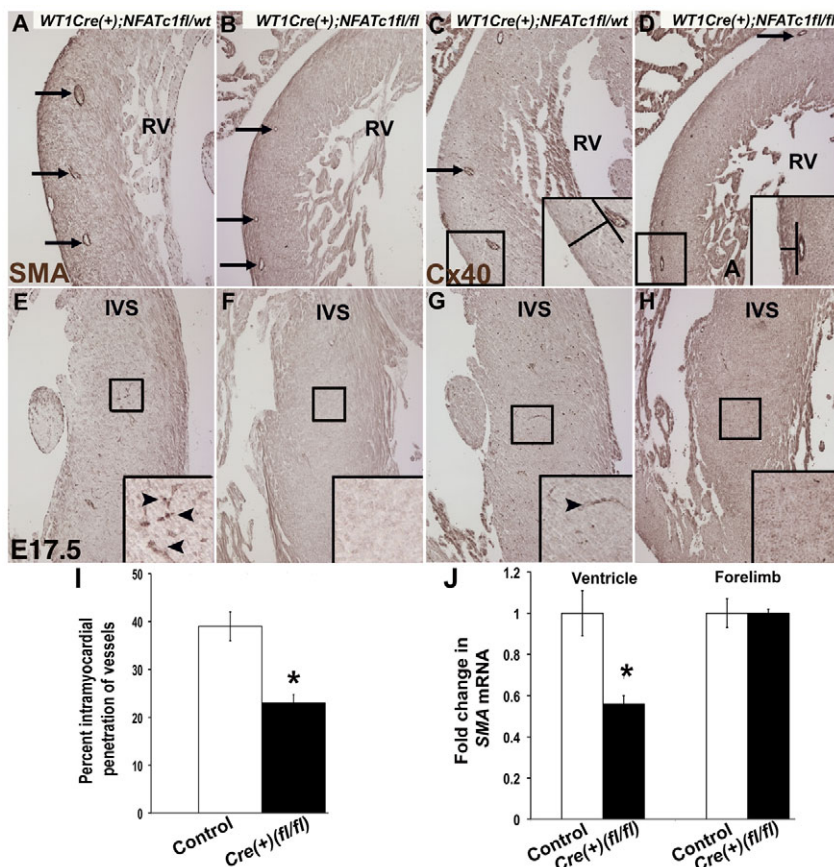 A WT1Cre(+);NFATc1fl/wt
B WT1Cre(+);NFATc1fl/fl
C WT1Cre(+);NFATc1fl/wt
D WT1Cre(+);NFATc1fl/fl
RV
RV
RV
RV
SMA
Cx40
A
E
IVS
F
IVS
G
IVS
H
IVS
E17.5
I
Percent intramyocardial
penetration of vessels
50
40
30
20
10
0
*
Control
Cre(+)(fl/fl)
J
Ventricle
Forelimb
Fold change in
SMA mRNA
1.2
1
0.8
0.6
0.4
0.2
0
*
Control
Cre(+)(fl/fl)
Control
Cre(+)(fl/fl)